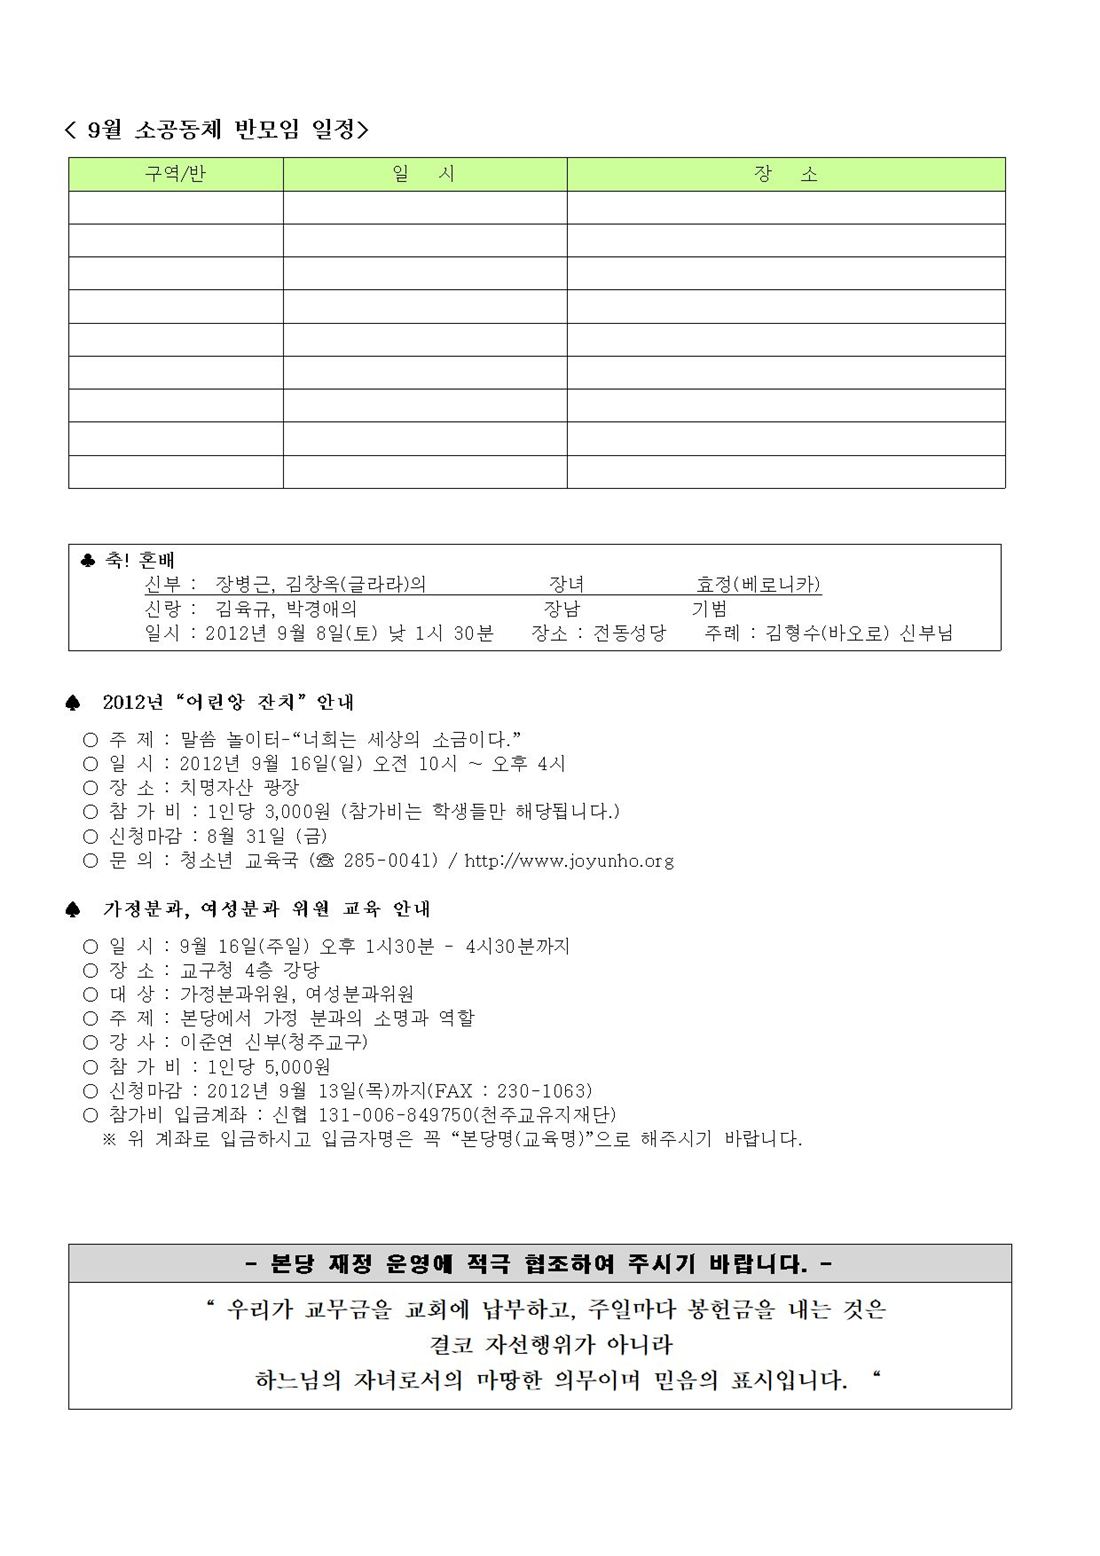 < 9월 소공동체 반모임 일정>
구역/반 일 시 장 소
♣ 축! 혼배
신부 : 장병근, 김창옥(글라라)의 장녀 효정(베로니카)
신랑 : 김육규, 박경애의 장남 기범
일시 : 2012년 9월 8일(토) 낮 1시 30분 장소 : 전동성당 주례 : 김형수(바오로) 신부님
♠ 2012년 “어린양 잔치” 안내
○ 주 제 : 말씀 놀이터-“너희는 세상의 소금이다.”
○ 일 시 : 2012년 9월 16일(일) 오전 10시 ~ 오후 4시
○ 장 소 : 치명자산 광장
○ 참 가 비 : 1인당 3,000원 (참가비는 학생들만 해당됩니다.)
○ 신청마감 : 8월 31일 (금)
○ 문 의 : 청소년 교육국 (☏ 285-0041) / http://www.joyunho.org
♠ 가정분과, 여성분과 위원 교육 안내
○ 일 시 : 9월 16일(주일) 오후 1시30분 - 4시30분까지
○ 장 소 : 교구청 4층 강당
○ 대 상 : 가정분과위원, 여성분과위원
○ 주 제 : 본당에서 가정 분과의 소명과 역할
○ 강 사 : 이준연 신부(청주교구)
○ 참 가 비 : 1인당 5,000원
○ 신청마감 : 2012년 9월 13일(목)까지(FAX : 230-1063)
○ 참가비 입금계좌 : 신협 131-006-849750(천주교유지재단)
※ 위 계좌로 입금하시고 입금자명은 꼭 “본당명(교육명)”으로 해주시기 바랍니다.
- 본당 재정 운영에 적극 협조하여 주시기 바랍니다. -
“ 우리가 교무금을 교회에 납부하고, 주일마다 봉헌금을 내는 것은
결코 자선행위가 아니라
하느님의 자녀로서의 마땅한 의무이며 믿음의 표시입니다. “